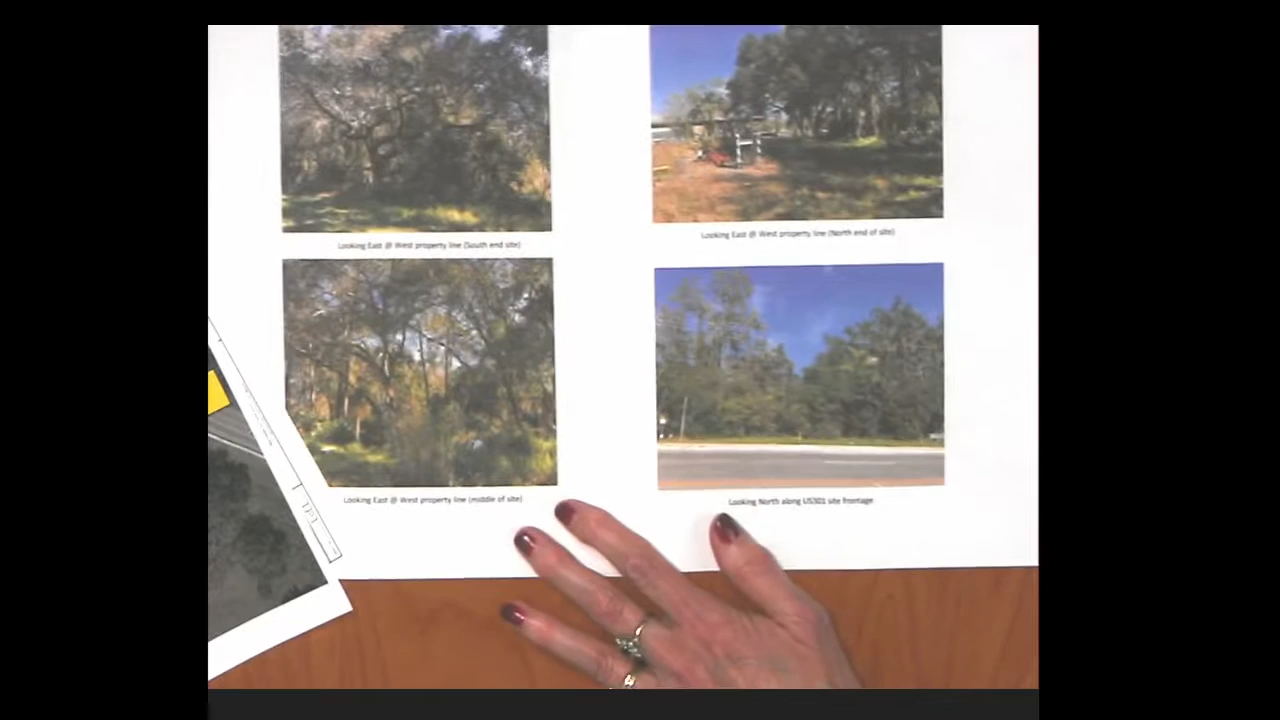 Looking East @ West property line (South end site)
Looking East @ West property line (North end of site)
Looking East @ West property line (middle of site)
Looking North along US301 site frontage